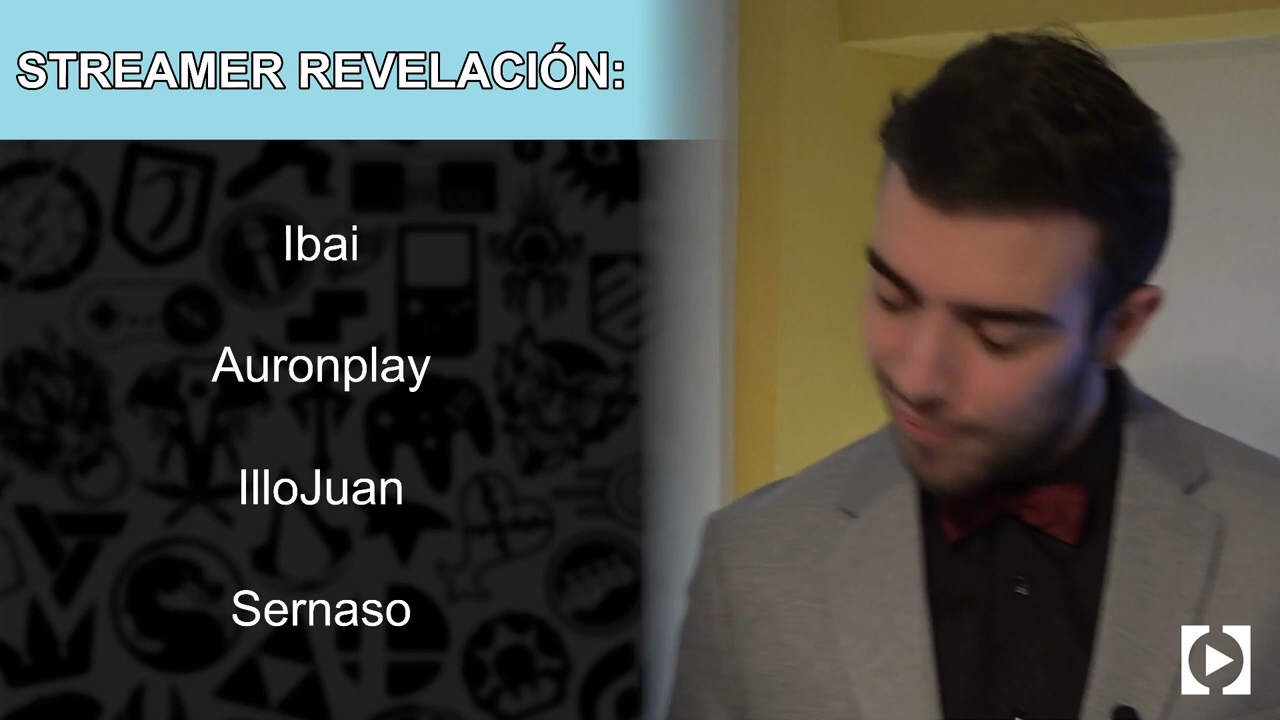 STREAMER REVELACIÓN:
Ibai
Auronplay
IlloJuan
Sernaso